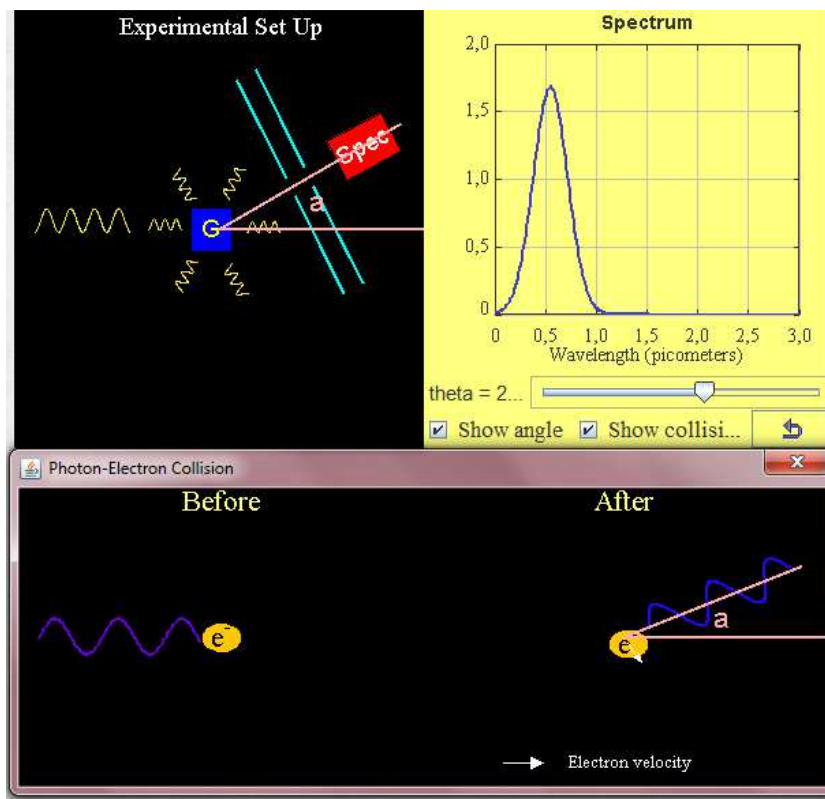 Experimental Set Up
G
a
Spec
Spectrum
2,0
1,5
1,0
0,5
0
0 0,5 1,0 1,5 2,0 2,5 3,0
Wavelength (picometers)
theta = 2...
Show angle Show collisi...
Photon-Electron Collision
Before After
e⁻
e
a
Electron velocity